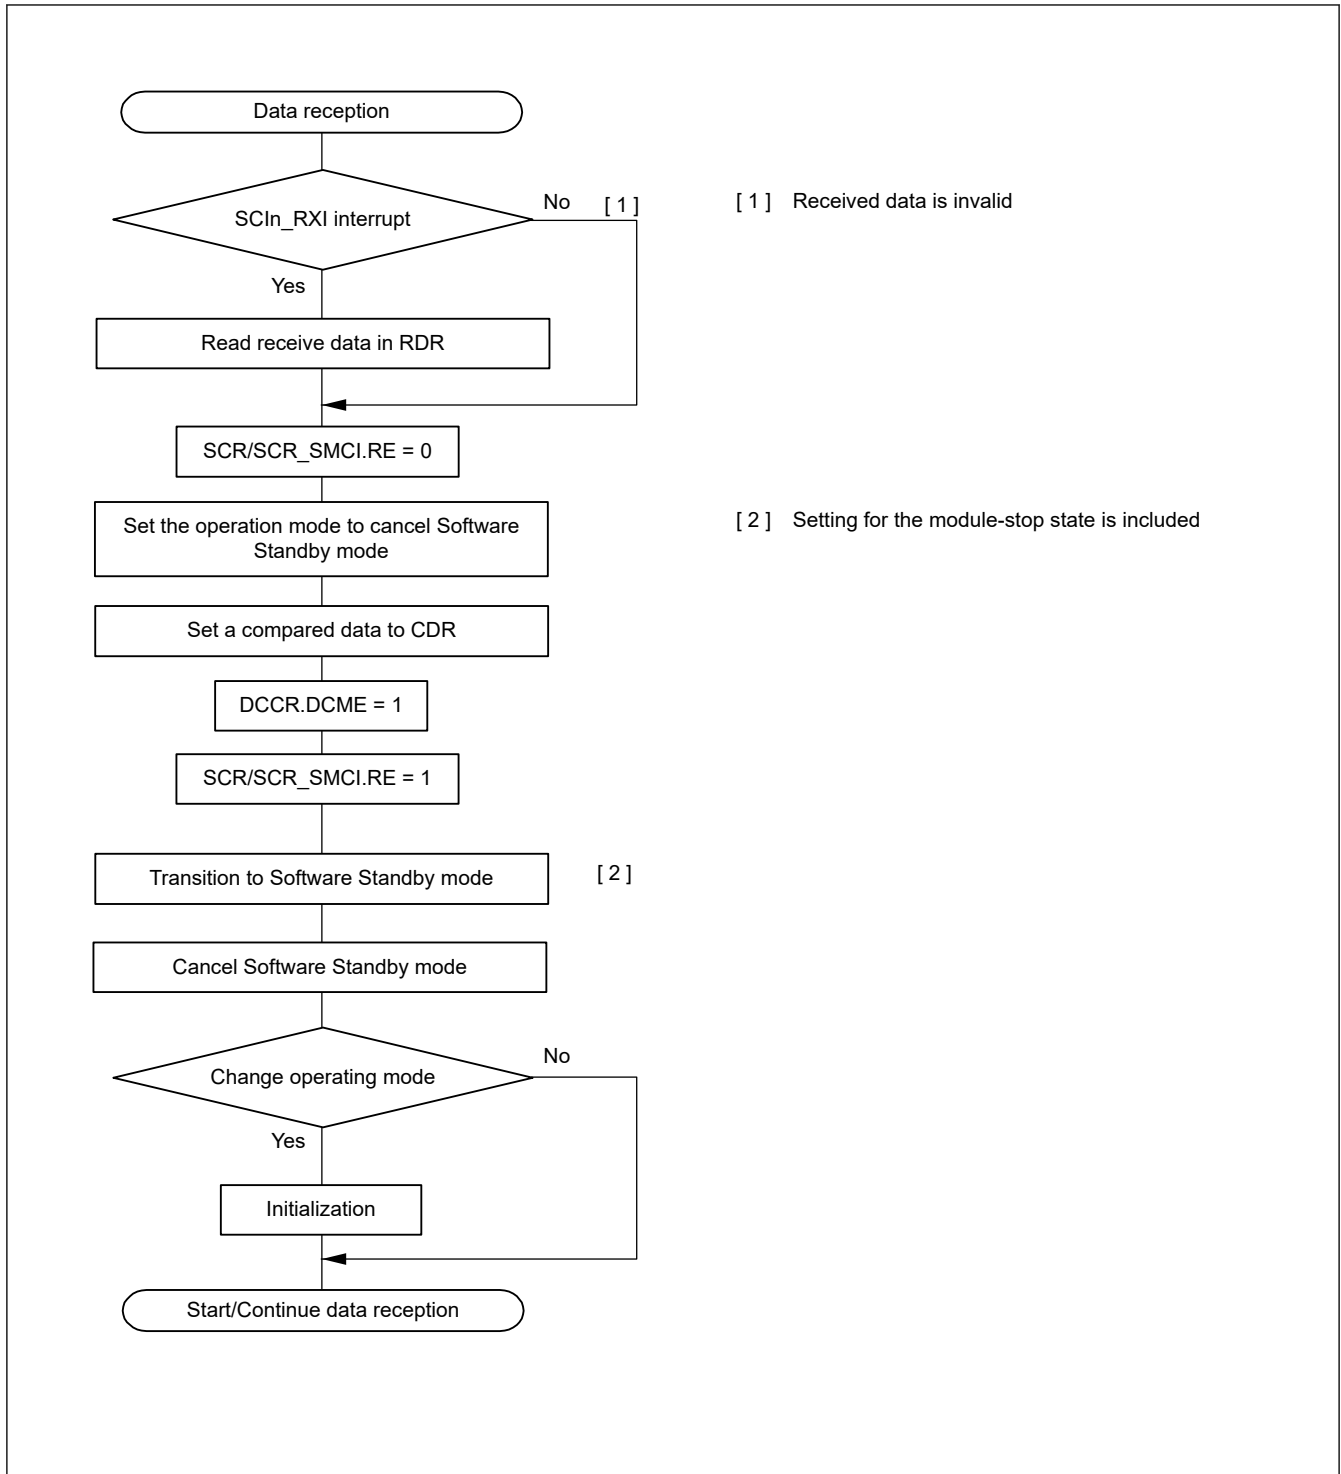 Data reception
No [ 1 ]
[ 1 ] Received data is invalid
SCIn_RXI interrupt
Yes
Read receive data in RDR
SCR/SCR_SMCI.RE = 0
Set the operation mode to cancel Software
Standby mode
[ 2 ] Setting for the module-stop state is included
Set a compared data to CDR
DCCR.DCME = 1
SCR/SCR_SMCI.RE = 1
Transition to Software Standby mode
[ 2 ]
Cancel Software Standby mode
No
Change operating mode
Yes
Initialization
Start/Continue data reception